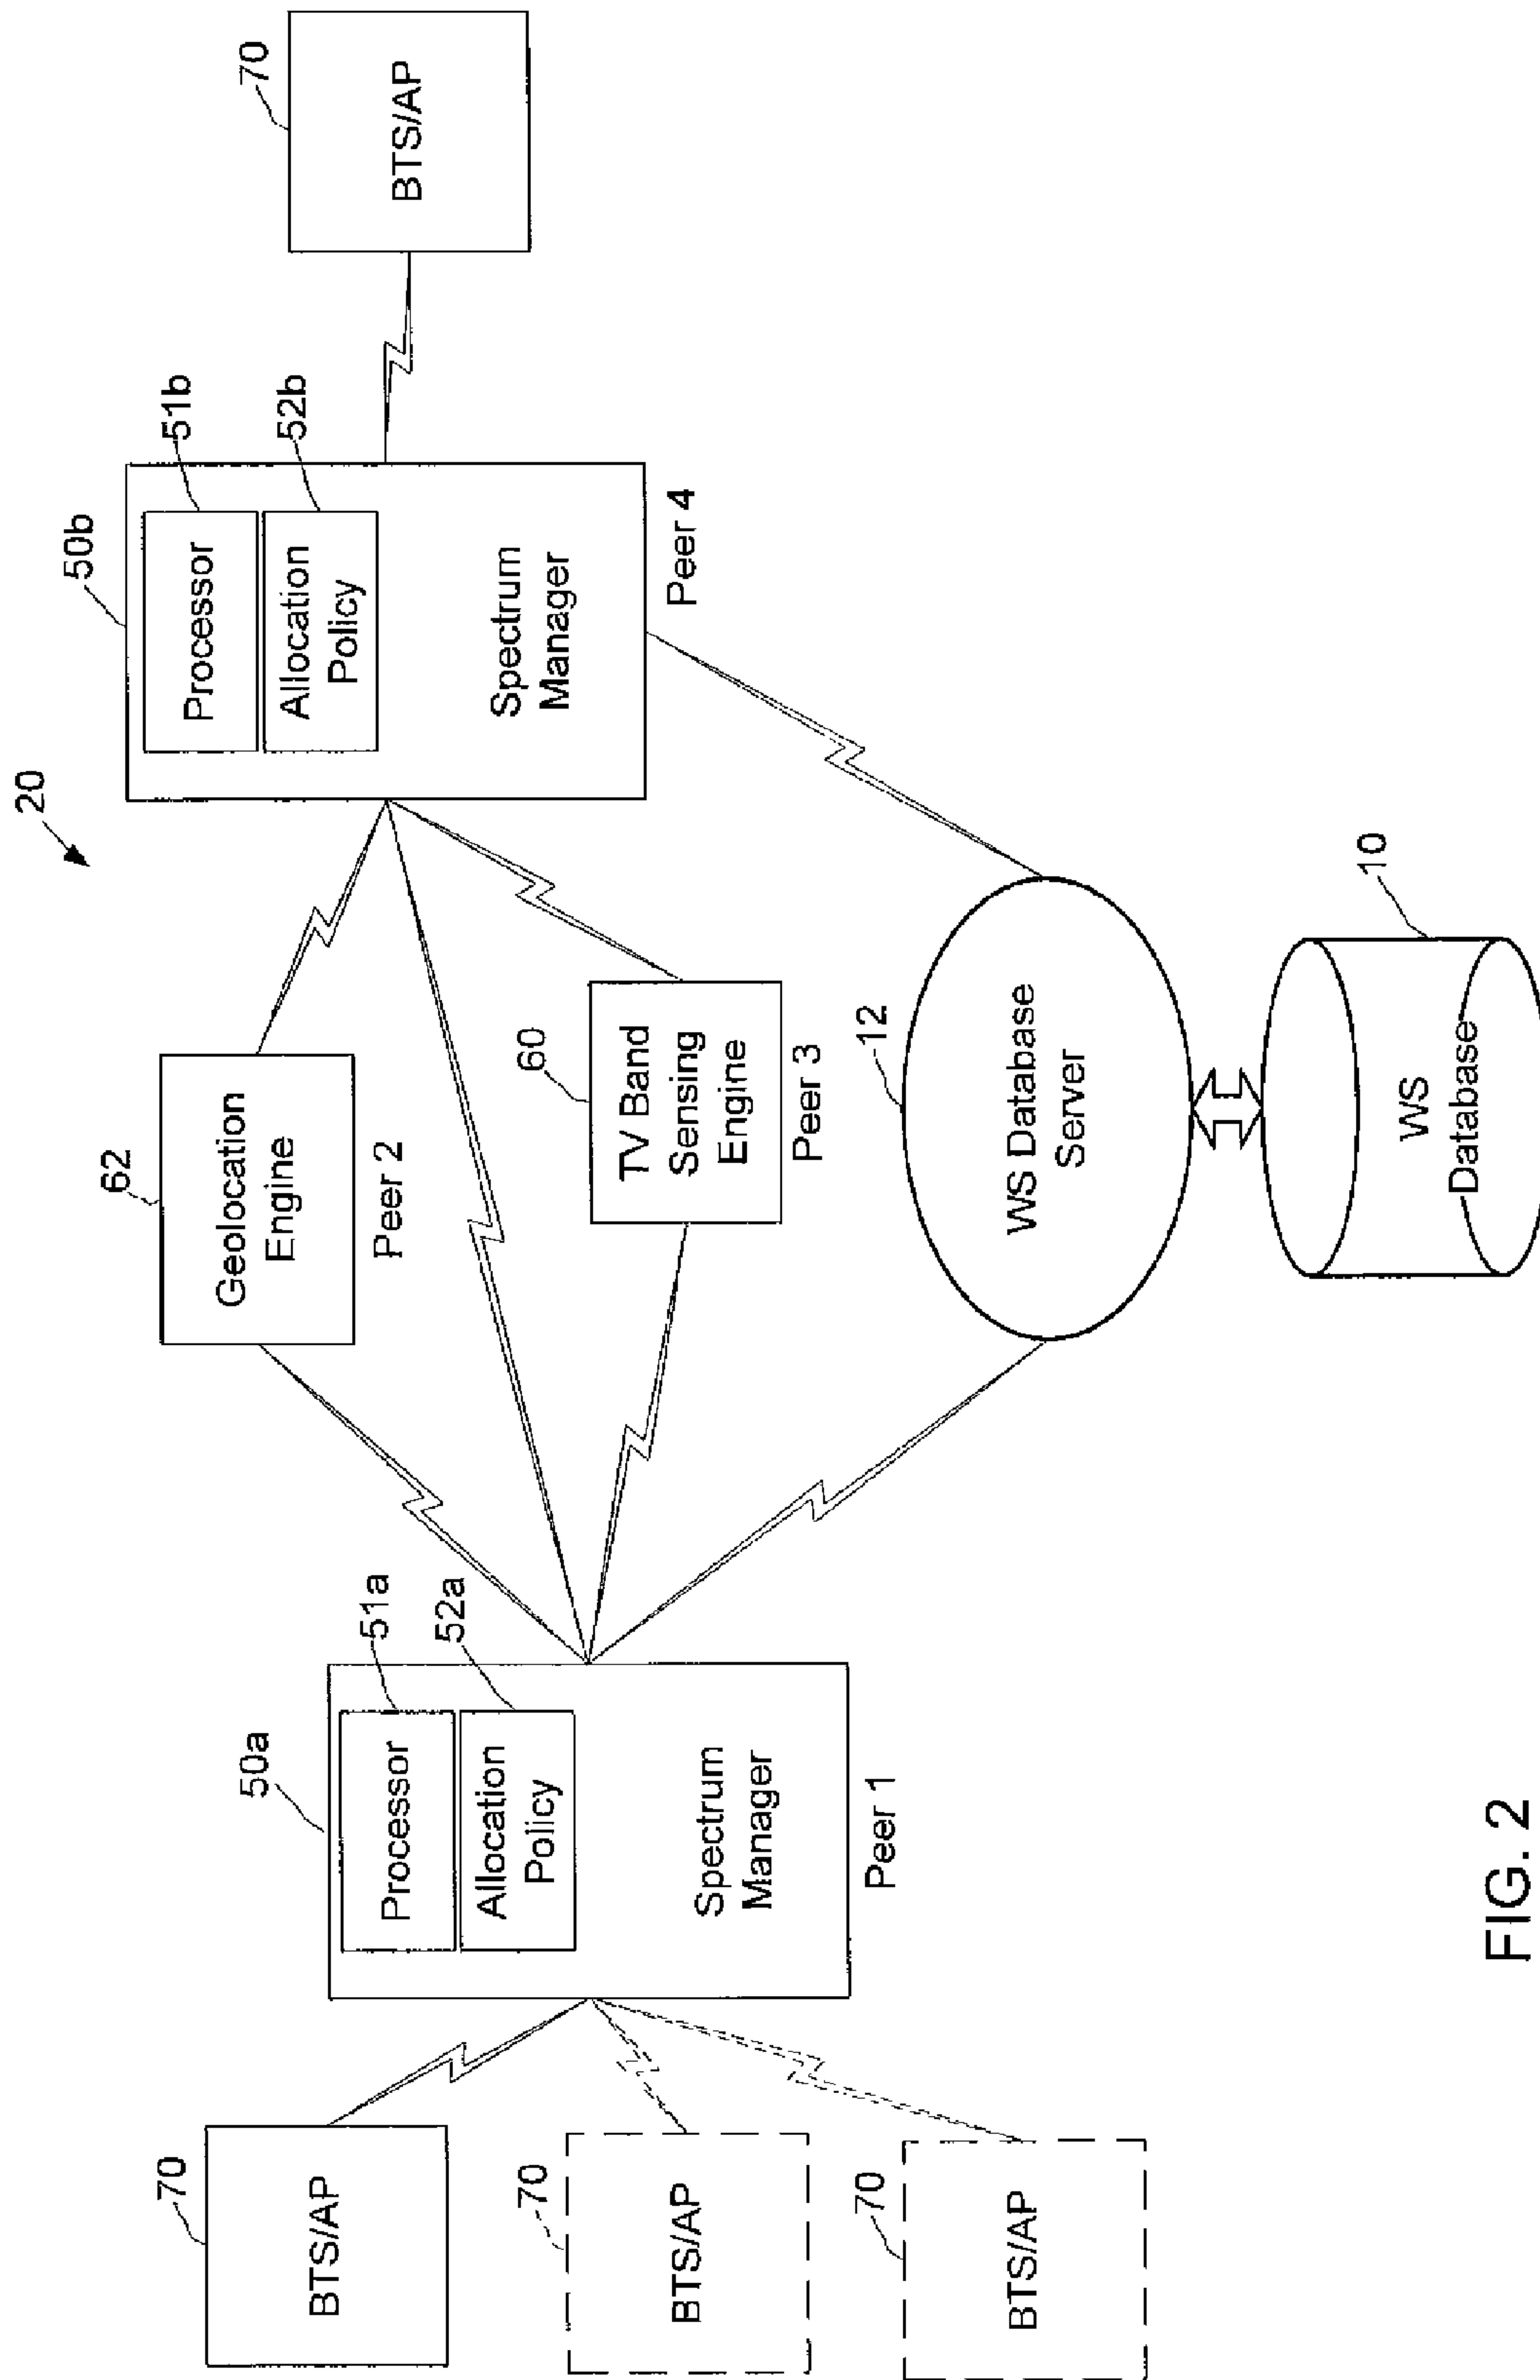 20
70
BTS/AP
70
BTS/AP
70
BTS/AP
50a
Processor
51a
Allocation
Policy
52a
Spectrum
Manager
Peer 1
62
Geolocation
Engine
Peer 2
60
TV Band
Sensing
Engine
Peer 3
12
WS Database
Server
10
WS
Database
50b
Processor
51b
Allocation
Policy
52b
Spectrum
Manager
Peer 4
70
BTS/AP
FIG. 2